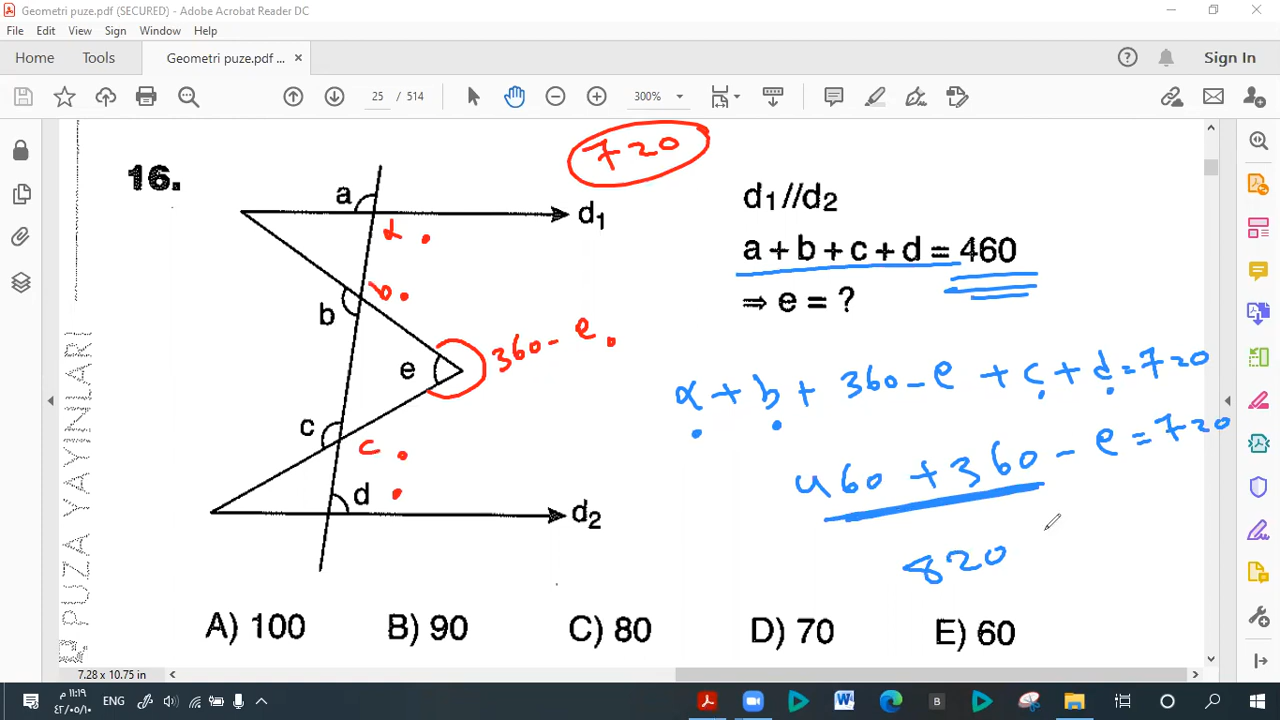 Geometri puze.pdf (SECURED) - Adobe Acrobat Reader DC
File Edit View Sign Window Help
Home Tools Geometri puze.pdf ... × Sign In
25 / 514 300%
720
16.
a d1
α
b
b
e 360-e
c
c
d d2
d1//d2
a + b + c + d = 460
⇒ e = ?
α + b + 360 - e + c + d = 720
460 + 360 - e = 720
820
A) 100 B) 90 C) 80 D) 70 E) 60
PUZA YAYINLARI
7.28 x 10.75 in
ENG